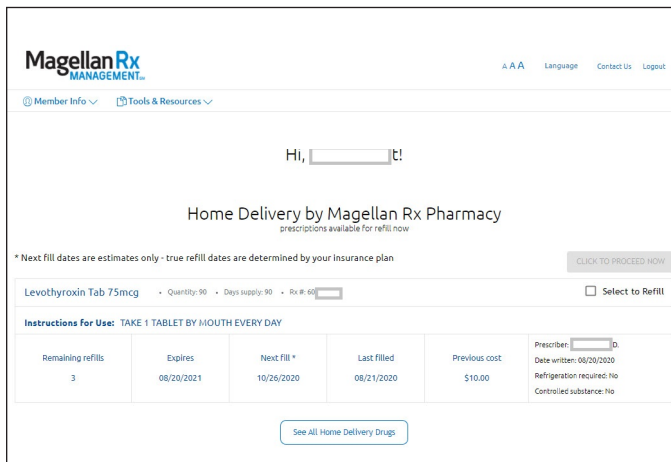 MagellanRx
MANAGEMENT℠
A A A Language Contact Us Logout
Member Info Tools & Resources
Hi, t!
Home Delivery by Magellan Rx Pharmacy
prescriptions available for refill now
* Next fill dates are estimates only - true refill dates are determined by your insurance plan
CLICK TO PROCEED NOW
Levothyroxin Tab 75mcg • Quantity: 90 • Days supply: 90 • Rx #: 60
Select to Refill
Instructions for Use: TAKE 1 TABLET BY MOUTH EVERY DAY
Remaining refills Expires Next fill * Last filled Previous cost
3 08/20/2021 10/26/2020 08/21/2020 $10.00
Prescriber: D.
Date written: 08/20/2020
Refrigeration required: No
Controlled substance: No
See All Home Delivery Drugs